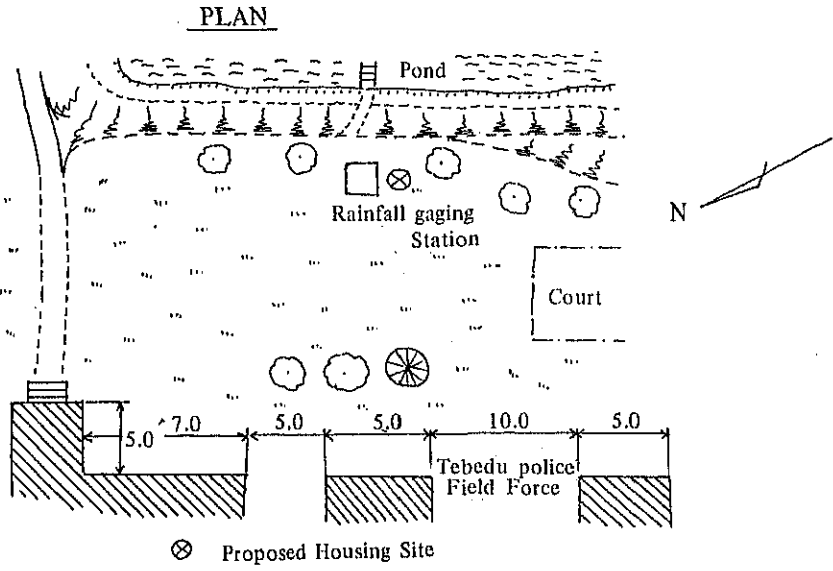 PLAN
Pond
Rainfall gaging
Station
N
Court
5.0
7.0
5.0
5.0
10.0
5.0
Tebedu police
Field Force
Proposed Housing Site